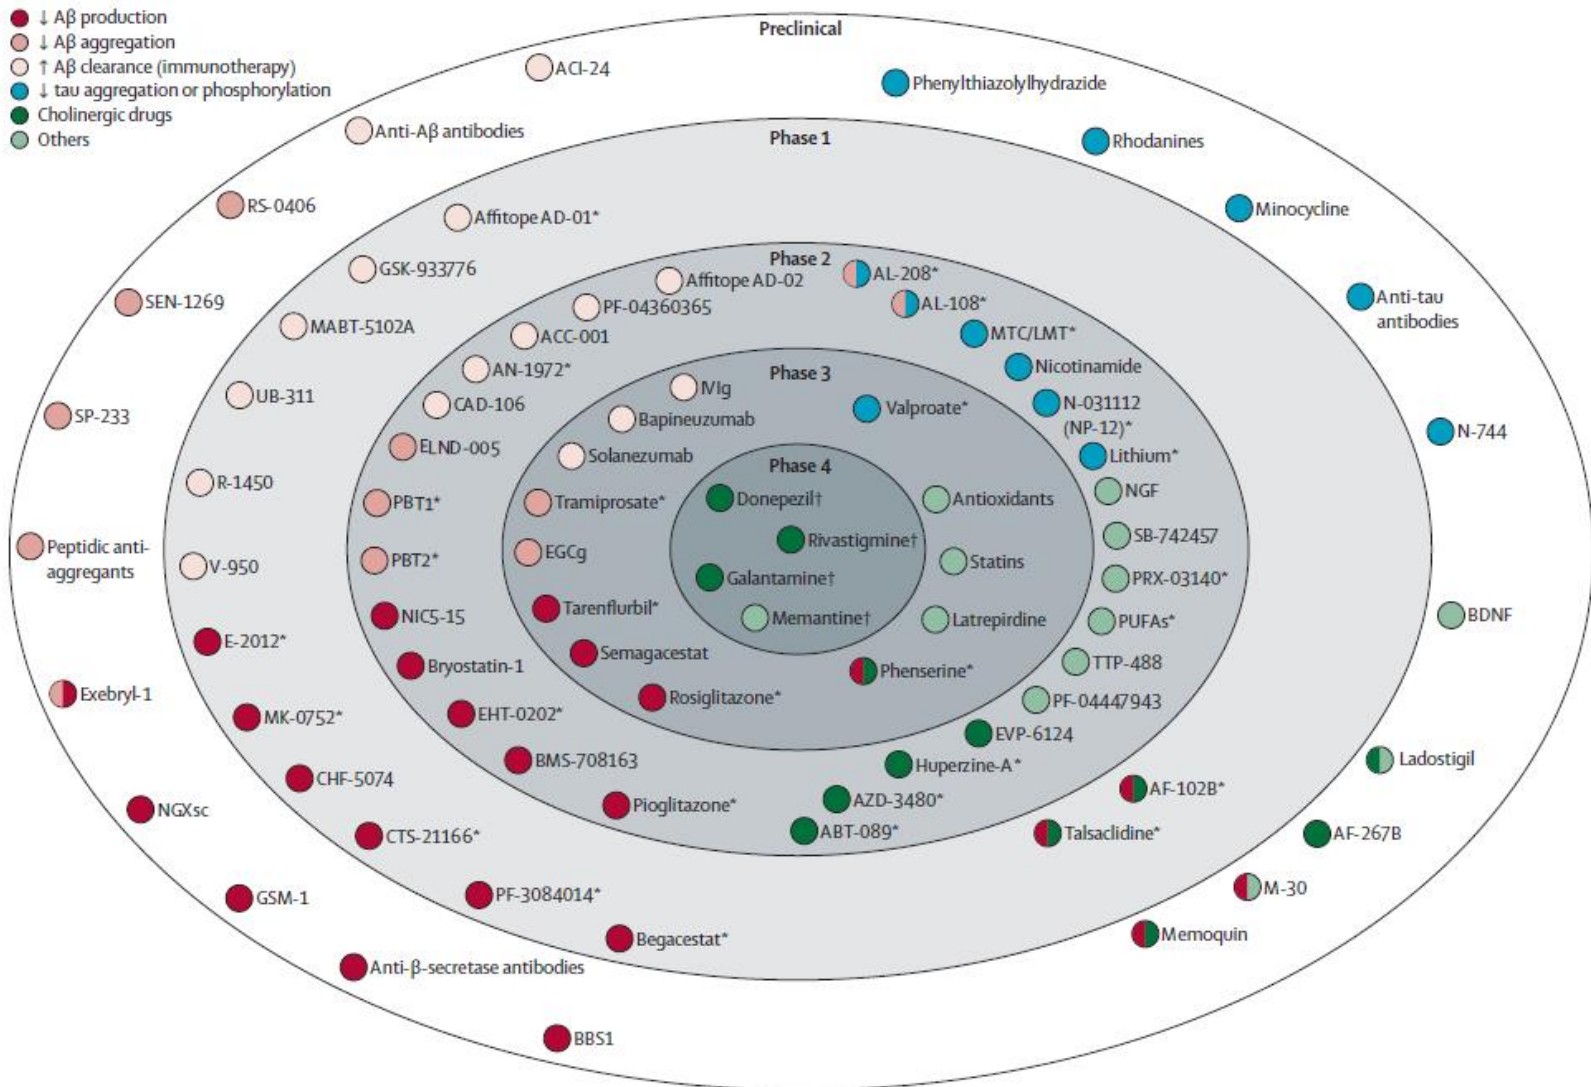 ↓ Aβ production
↓ Aβ aggregation
↑ Aβ clearance (immunotherapy)
↓ tau aggregation or phosphorylation
Cholinergic drugs
Others
Preclinical
ACI-24
Phenylthiazolylhydrazide
Anti-Aβ antibodies
Rhodanines
RS-0406
Minocycline
SEN-1269
Anti-tau
antibodies
SP-233
N-744
Peptidic anti-
aggregants
BDNF
Exebryl-1
Ladostigil
NGXsc
AF-267B
GSM-1
M-30
Memoquin
Anti-β-secretase antibodies
BBS1
Phase 1
Affitope AD-01*
GSK-933776
MABT-5102A
UB-311
R-1450
V-950
E-2012*
MK-0752*
CHF-5074
CTS-21166*
PF-3084014*
Begacestat*
AF-102B*
Talsaclidine*
Phase 2
Affitope AD-02
AL-208*
PF-04360365
AL-108*
ACC-001
MTC/LMT*
AN-1972*
Nicotinamide
CAD-106
N-031112
(NP-12)*
ELND-005
Lithium*
PBT1*
NGF
SB-742457
PBT2*
PRX-03140*
NIC5-15
PUFAs*
Bryostatin-1
TTP-488
EHT-0202*
PF-04447943
BMS-708163
EVP-6124
Huperzine-A*
Pioglitazone*
AZD-3480*
ABT-089*
Phase 3
IVIg
Valproate*
Bapineuzumab
Solanezumab
Tramiprosate*
Antioxidants
EGCg
Statins
Tarenflurbil*
Latrepirdine
Semagacestat
Phenserine*
Rosiglitazone*
Phase 4
Donepezil†
Rivastigmine†
Galantamine†
Memantine†